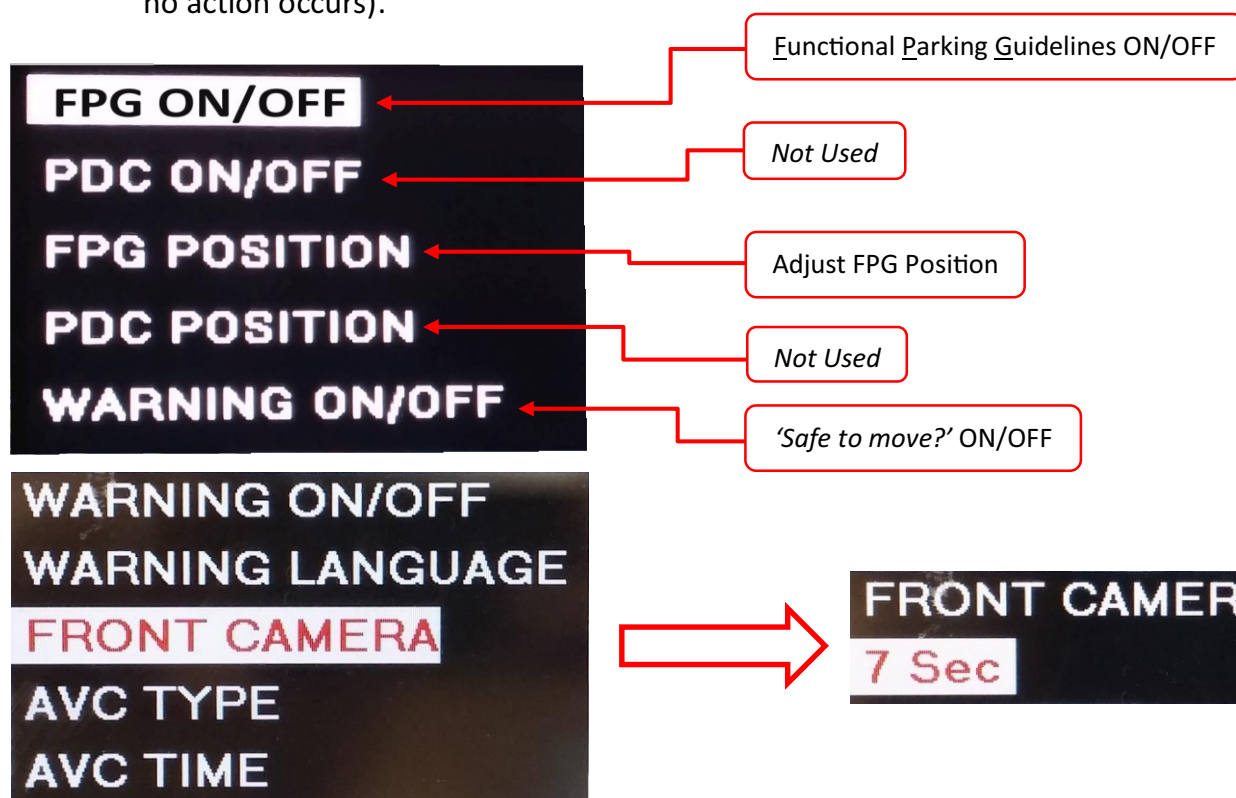 no action occurs).
Functional Parking Guidelines ON/OFF
FPG ON/OFF
Not Used
PDC ON/OFF
FPG POSITION
Adjust FPG Position
PDC POSITION
Not Used
WARNING ON/OFF
‘Safe to move?’ ON/OFF
WARNING ON/OFF
WARNING LANGUAGE
FRONT CAMERA
AVC TYPE
AVC TIME
FRONT CAMER
7 Sec